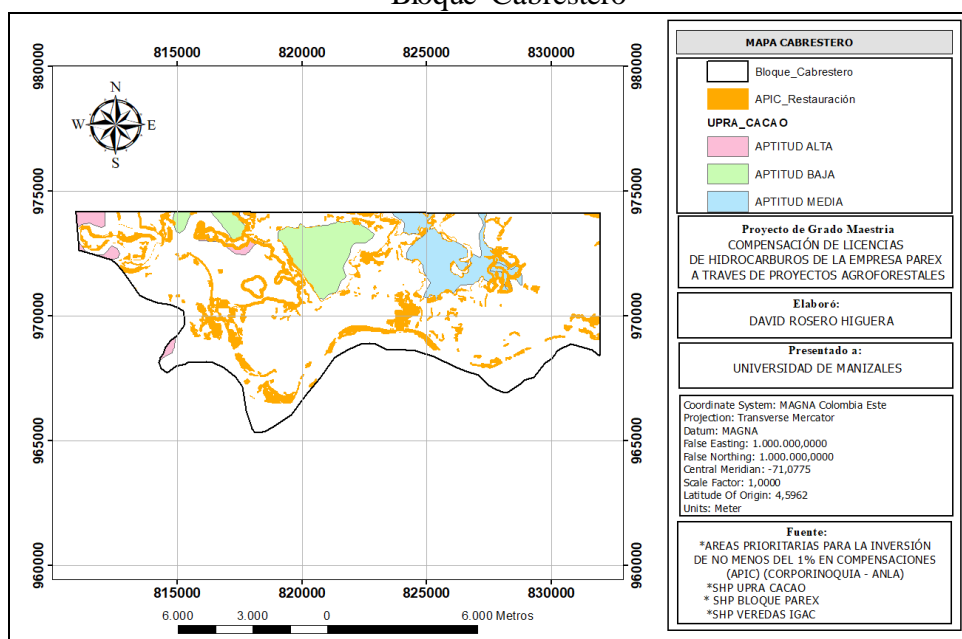 Bloque Cabrestero
815000 820000 825000 830000
980000 980000
975000 975000
970000 970000
965000 965000
960000 960000
N
W E
S
815000 820000 825000 830000
6.000 3.000 0 6.000 Metros
MAPA CABRESTERO
Bloque_Cabrestero
APIC_Restauración
UPRA_CACAO
APTITUD ALTA
APTITUD BAJA
APTITUD MEDIA
Proyecto de Grado Maestria
COMPENSACIÓN DE LICENCIAS
DE HIDROCARBUROS DE LA EMPRESA PAREX
A TRAVES DE PROYECTOS AGROFORESTALES
Elaboró:
DAVID ROSERO HIGUERA
Presentado a:
UNIVERSIDAD DE MANIZALES
Coordinate System: MAGNA Colombia Este
Projection: Transverse Mercator
Datum: MAGNA
False Easting: 1.000.000,0000
False Northing: 1.000.000,0000
Central Meridian: -71,0775
Scale Factor: 1,0000
Latitude Of Origin: 4,5962
Units: Meter
Fuente:
*AREAS PRIORITARIAS PARA LA INVERSIÓN
DE NO MENOS DEL 1% EN COMPENSACIONES
(APIC) (CORPORINOQUIA - ANLA)
*SHP UPRA CACAO
* SHP BLOQUE PAREX
*SHP VEREDAS IGAC